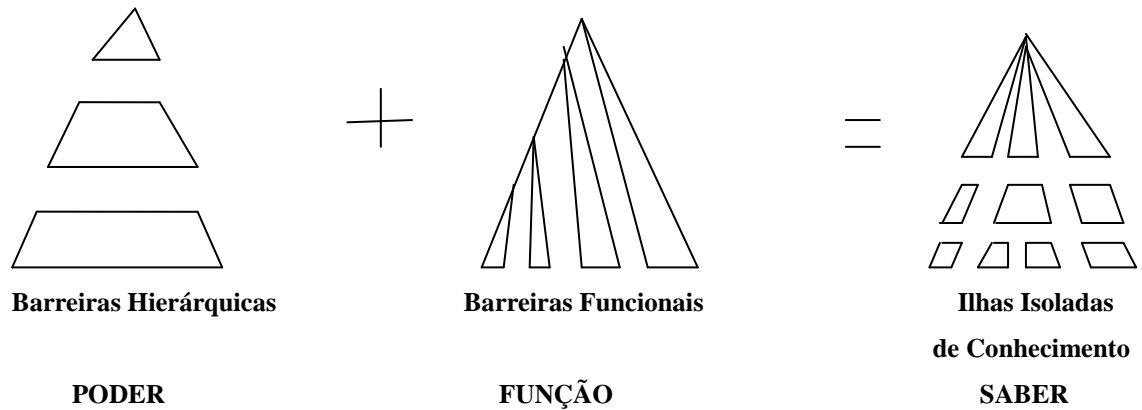 Barreiras Hierárquicas Barreiras Funcionais Ilhas Isoladas
de Conhecimento
PODER FUNÇÃO SABER